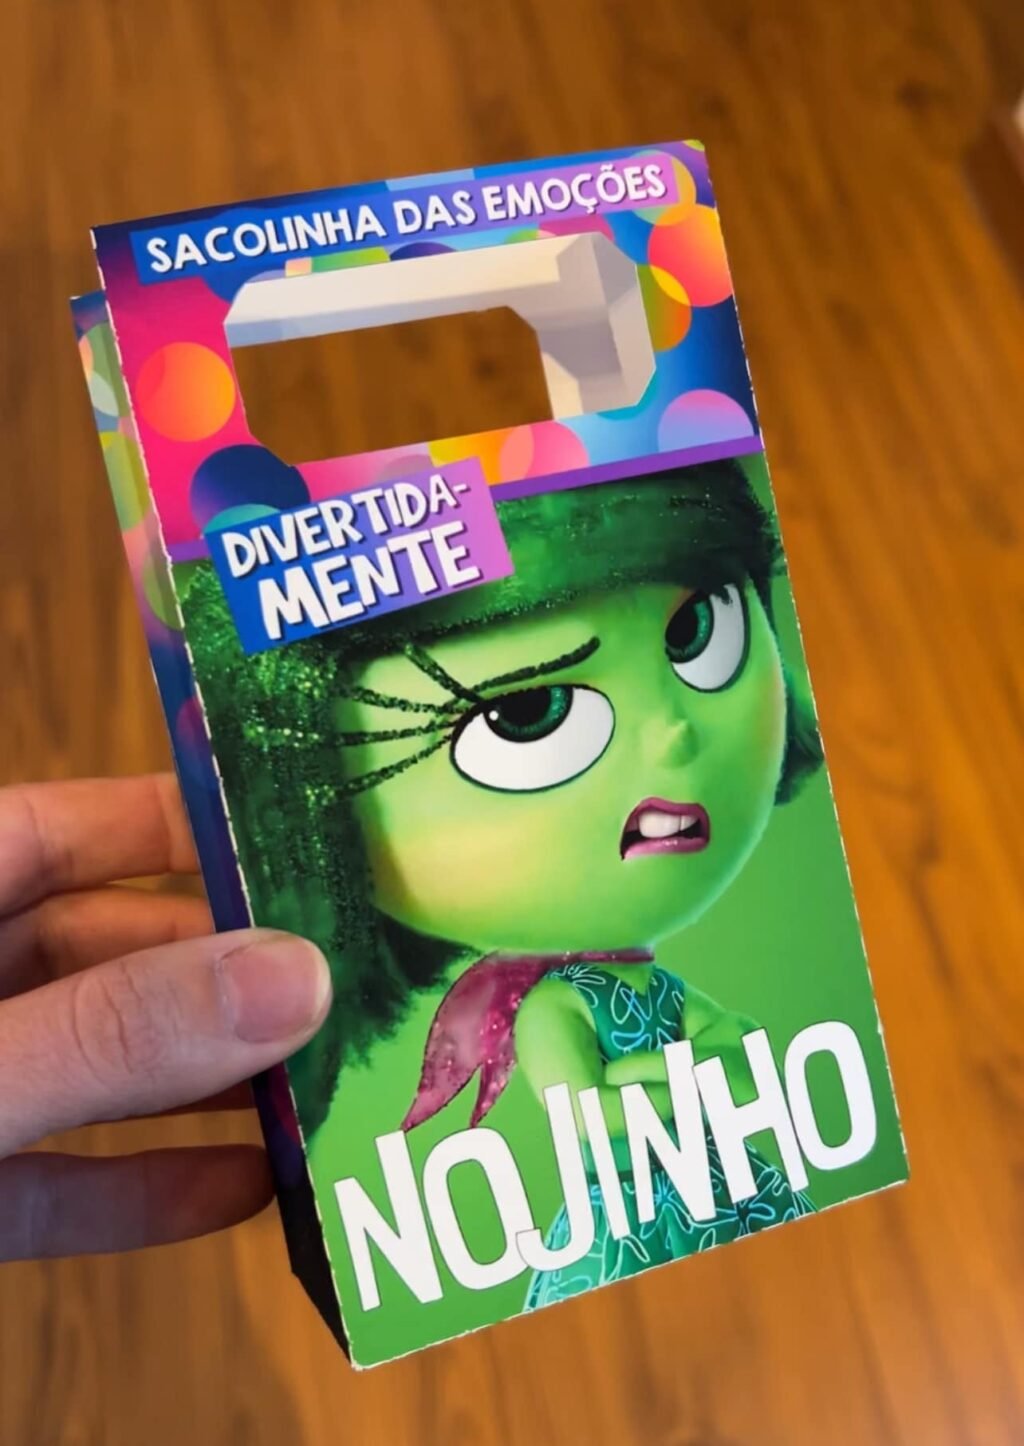 SACOLINHA DAS EMOÇÕES
DIVERTIDA-
MENTE
NOJINHO